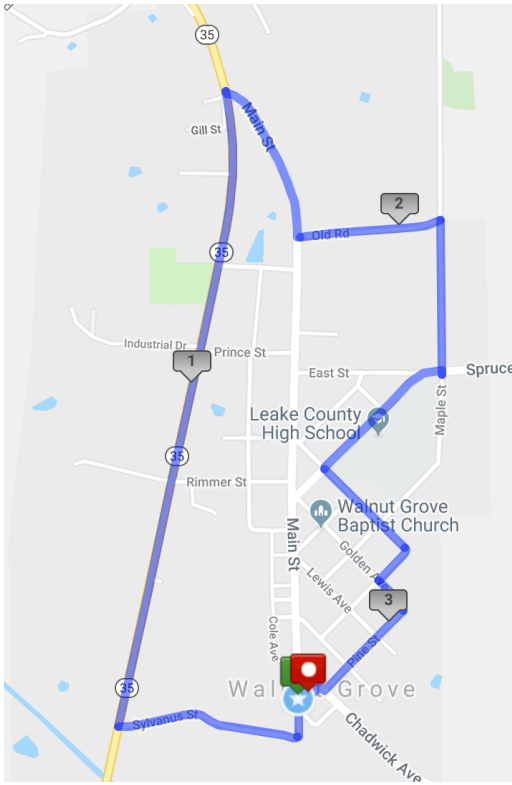 35
Gill St
Main St
2
Old Rd
35
Industrial Dr
Prince St
1
East St
Spruce
Maple St
Leake County
High School
35
Rimmer St
Walnut Grove
Baptist Church
Main St
Golden Ave
Lewis Ave
3
Cole Ave
Pine St
35
Walnut Grove
Sylvanus St
Chadwick Ave